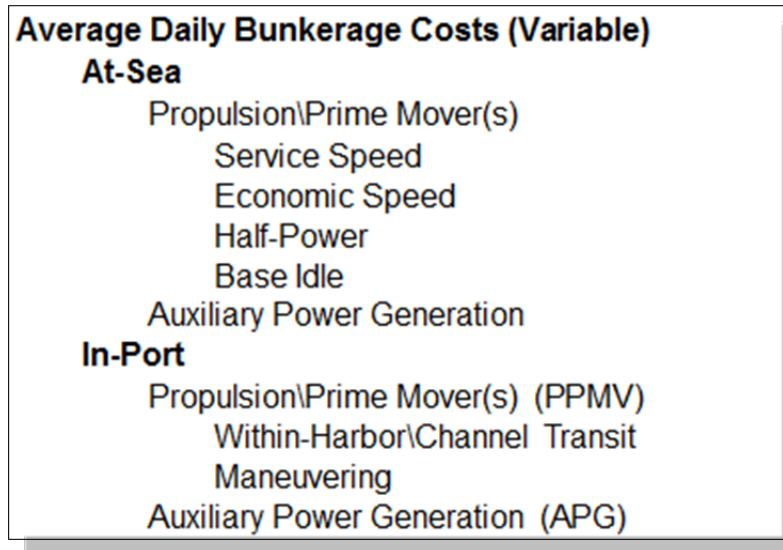 Average Daily Bunkerage Costs (Variable)
At-Sea
Propulsion\Prime Mover(s)
Service Speed
Economic Speed
Half-Power
Base Idle
Auxiliary Power Generation
In-Port
Propulsion\Prime Mover(s) (PPMV)
Within-Harbor\Channel Transit
Maneuvering
Auxiliary Power Generation (APG)